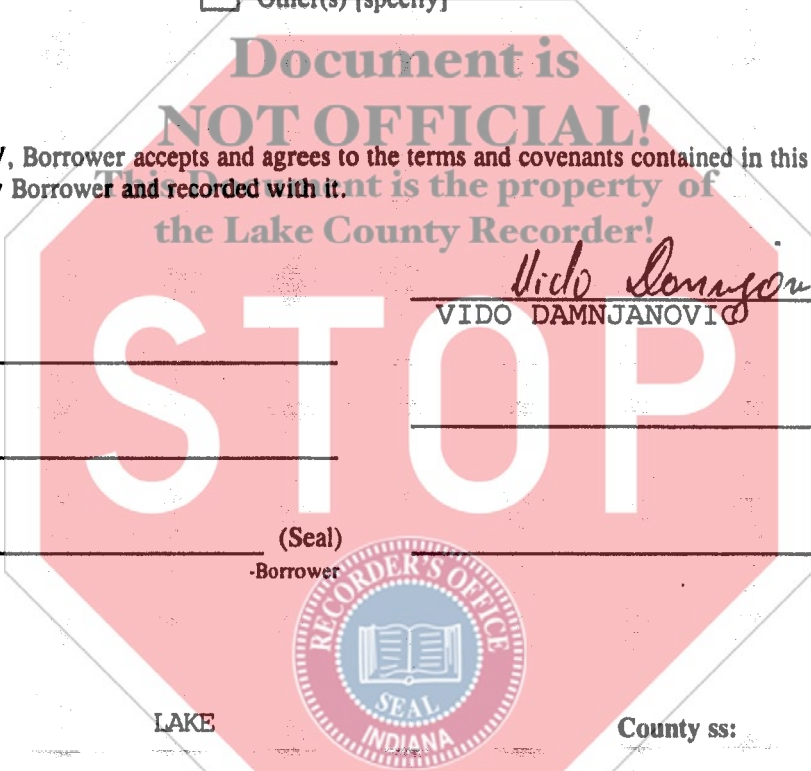 Other(s) [specify]
Document is
NOT OFFICIAL!
, Borrower accepts and agrees to the terms and covenants contained in this
Borrower and recorded with it.
This Document is the property of
the Lake County Recorder!
Vido
VIDO DAMNJANOVIC
STOP
(Seal)
-Borrower
RECORDER'S OFFICE
SEAL
INDIANA
LAKE
County ss: